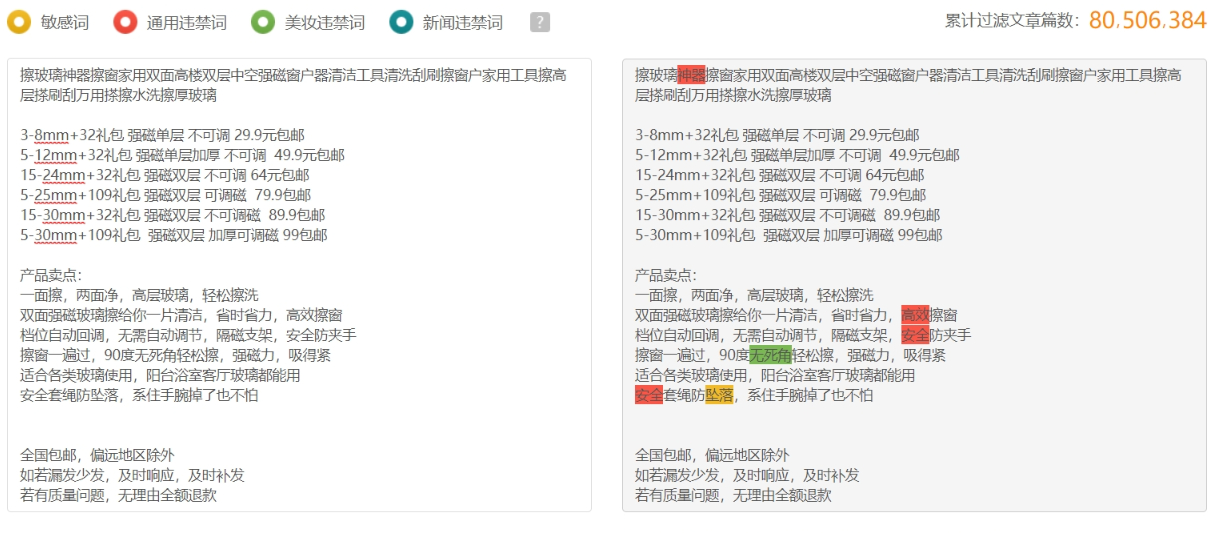 敏感词 通用违禁词 美妆违禁词 新闻违禁词 ?
累计过滤文章篇数：80,506,384
擦玻璃神器擦窗家用双面高楼双层中空强磁窗户器清洁工具清洗刮刷擦窗户家用工具擦高
层搽刷刮万用搽擦水洗擦厚玻璃
3-8mm+32礼包 强磁单层 不可调 29.9元包邮
5-12mm+32礼包 强磁单层加厚 不可调  49.9元包邮
15-24mm+32礼包 强磁双层 不可调 64元包邮
5-25mm+109礼包 强磁双层 可调磁  79.9包邮
15-30mm+32礼包 强磁双层 不可调磁  89.9包邮
5-30mm+109礼包  强磁双层 加厚可调磁 99包邮
产品卖点：
一面擦，两面净，高层玻璃，轻松擦洗
双面强磁玻璃擦给你一片清洁，省时省力，高效擦窗
档位自动回调，无需自动调节，隔磁支架，安全防夹手
擦窗一遍过，90度无死角轻松擦，强磁力，吸得紧
适合各类玻璃使用，阳台浴室客厅玻璃都能用
安全套绳防坠落，系住手腕掉了也不怕
全国包邮，偏远地区除外
如若漏发少发，及时响应，及时补发
若有质量问题，无理由全额退款
擦玻璃神器擦窗家用双面高楼双层中空强磁窗户器清洁工具清洗刮刷擦窗户家用工具擦高
层搽刷刮万用搽擦水洗擦厚玻璃
3-8mm+32礼包 强磁单层 不可调 29.9元包邮
5-12mm+32礼包 强磁单层加厚 不可调  49.9元包邮
15-24mm+32礼包 强磁双层 不可调 64元包邮
5-25mm+109礼包 强磁双层 可调磁  79.9包邮
15-30mm+32礼包 强磁双层 不可调磁  89.9包邮
5-30mm+109礼包  强磁双层 加厚可调磁 99包邮
产品卖点：
一面擦，两面净，高层玻璃，轻松擦洗
双面强磁玻璃擦给你一片清洁，省时省力，高效擦窗
档位自动回调，无需自动调节，隔磁支架，安全防夹手
擦窗一遍过，90度无死角轻松擦，强磁力，吸得紧
适合各类玻璃使用，阳台浴室客厅玻璃都能用
安全套绳防坠落，系住手腕掉了也不怕
全国包邮，偏远地区除外
如若漏发少发，及时响应，及时补发
若有质量问题，无理由全额退款